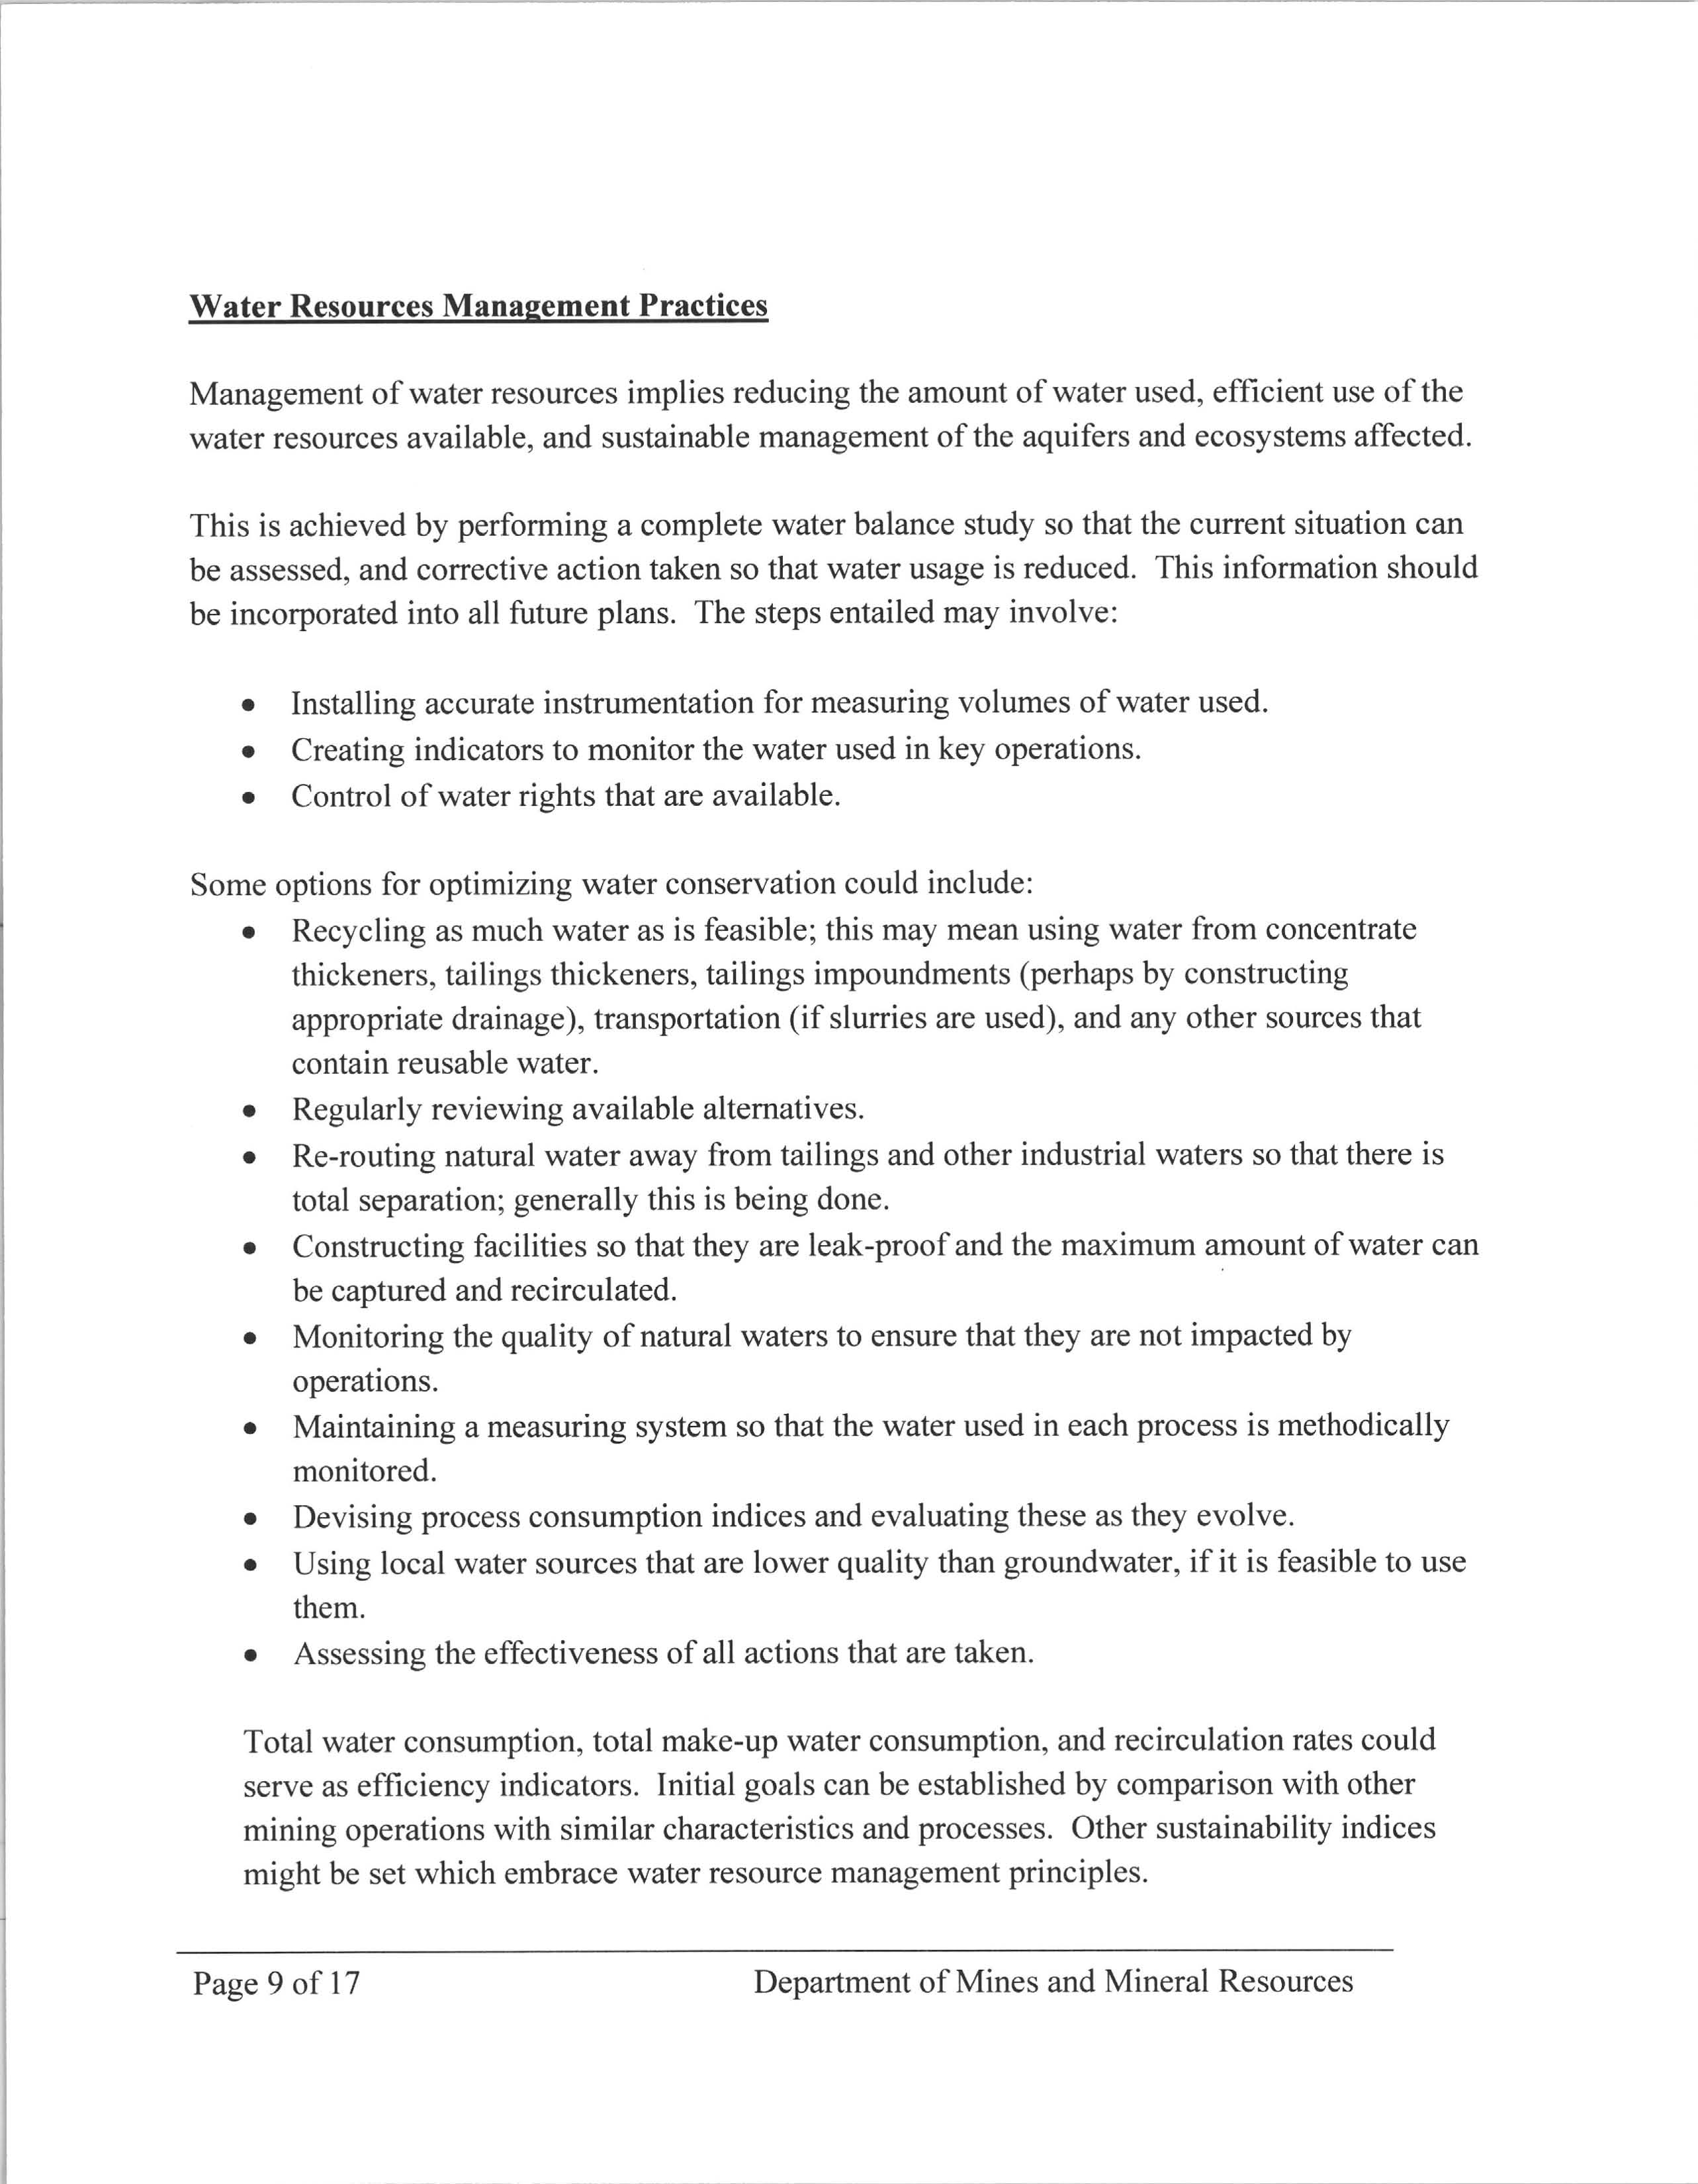 Water Resources Management Practices
Management of water resources implies reducing the amount of water used, efficient use of the
water resources available, and sustainable management of the aquifers and ecosystems affected.
This is achieved by performing a complete water balance study so that the current situation can
be assessed, and corrective action taken so that water usage is reduced.  This information should
be incorporated into all future plans.  The steps entailed may involve:
• Installing accurate instrumentation for measuring volumes of water used.
• Creating indicators to monitor the water used in key operations.
• Control of water rights that are available.
Some options for optimizing water conservation could include:
• Recycling as much water as is feasible; this may mean using water from concentrate
thickeners, tailings thickeners, tailings impoundments (perhaps by constructing
appropriate drainage), transportation (if slurries are used), and any other sources that
contain reusable water.
• Regularly reviewing available alternatives.
• Re-routing natural water away from tailings and other industrial waters so that there is
total separation; generally this is being done.
• Constructing facilities so that they are leak-proof and the maximum amount of water can
be captured and recirculated.
• Monitoring the quality of natural waters to ensure that they are not impacted by
operations.
• Maintaining a measuring system so that the water used in each process is methodically
monitored.
• Devising process consumption indices and evaluating these as they evolve.
• Using local water sources that are lower quality than groundwater, if it is feasible to use
them.
• Assessing the effectiveness of all actions that are taken.
Total water consumption, total make-up water consumption, and recirculation rates could
serve as efficiency indicators.  Initial goals can be established by comparison with other
mining operations with similar characteristics and processes.  Other sustainability indices
might be set which embrace water resource management principles.
Page 9 of 17 Department of Mines and Mineral Resources